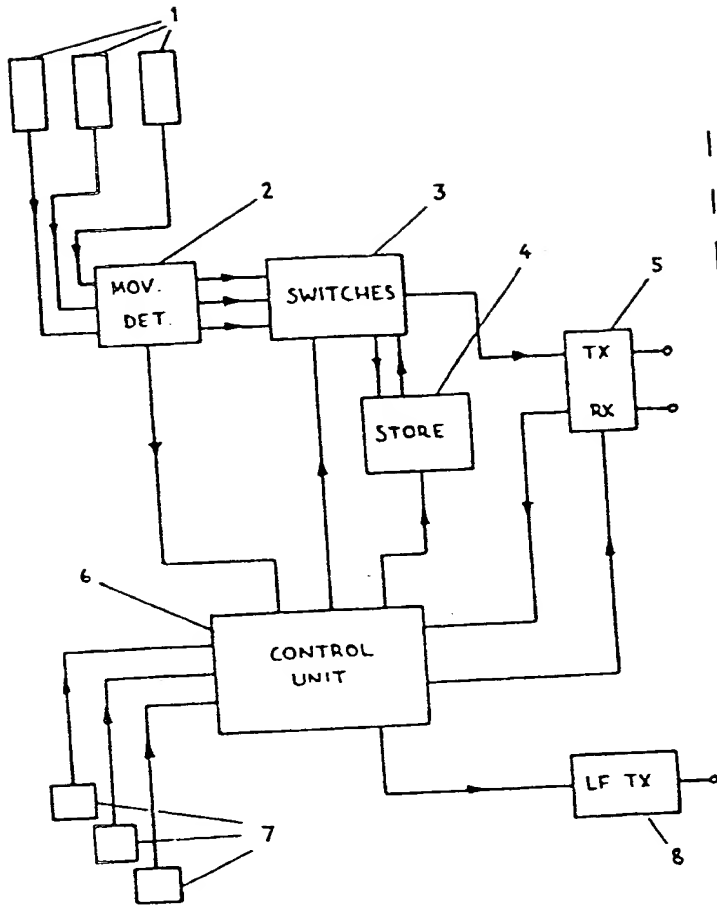 1
2
3
4
5
MOV.
DET.
SWITCHES
TX
RX
STORE
6
CONTROL
UNIT
7
LF TX
8